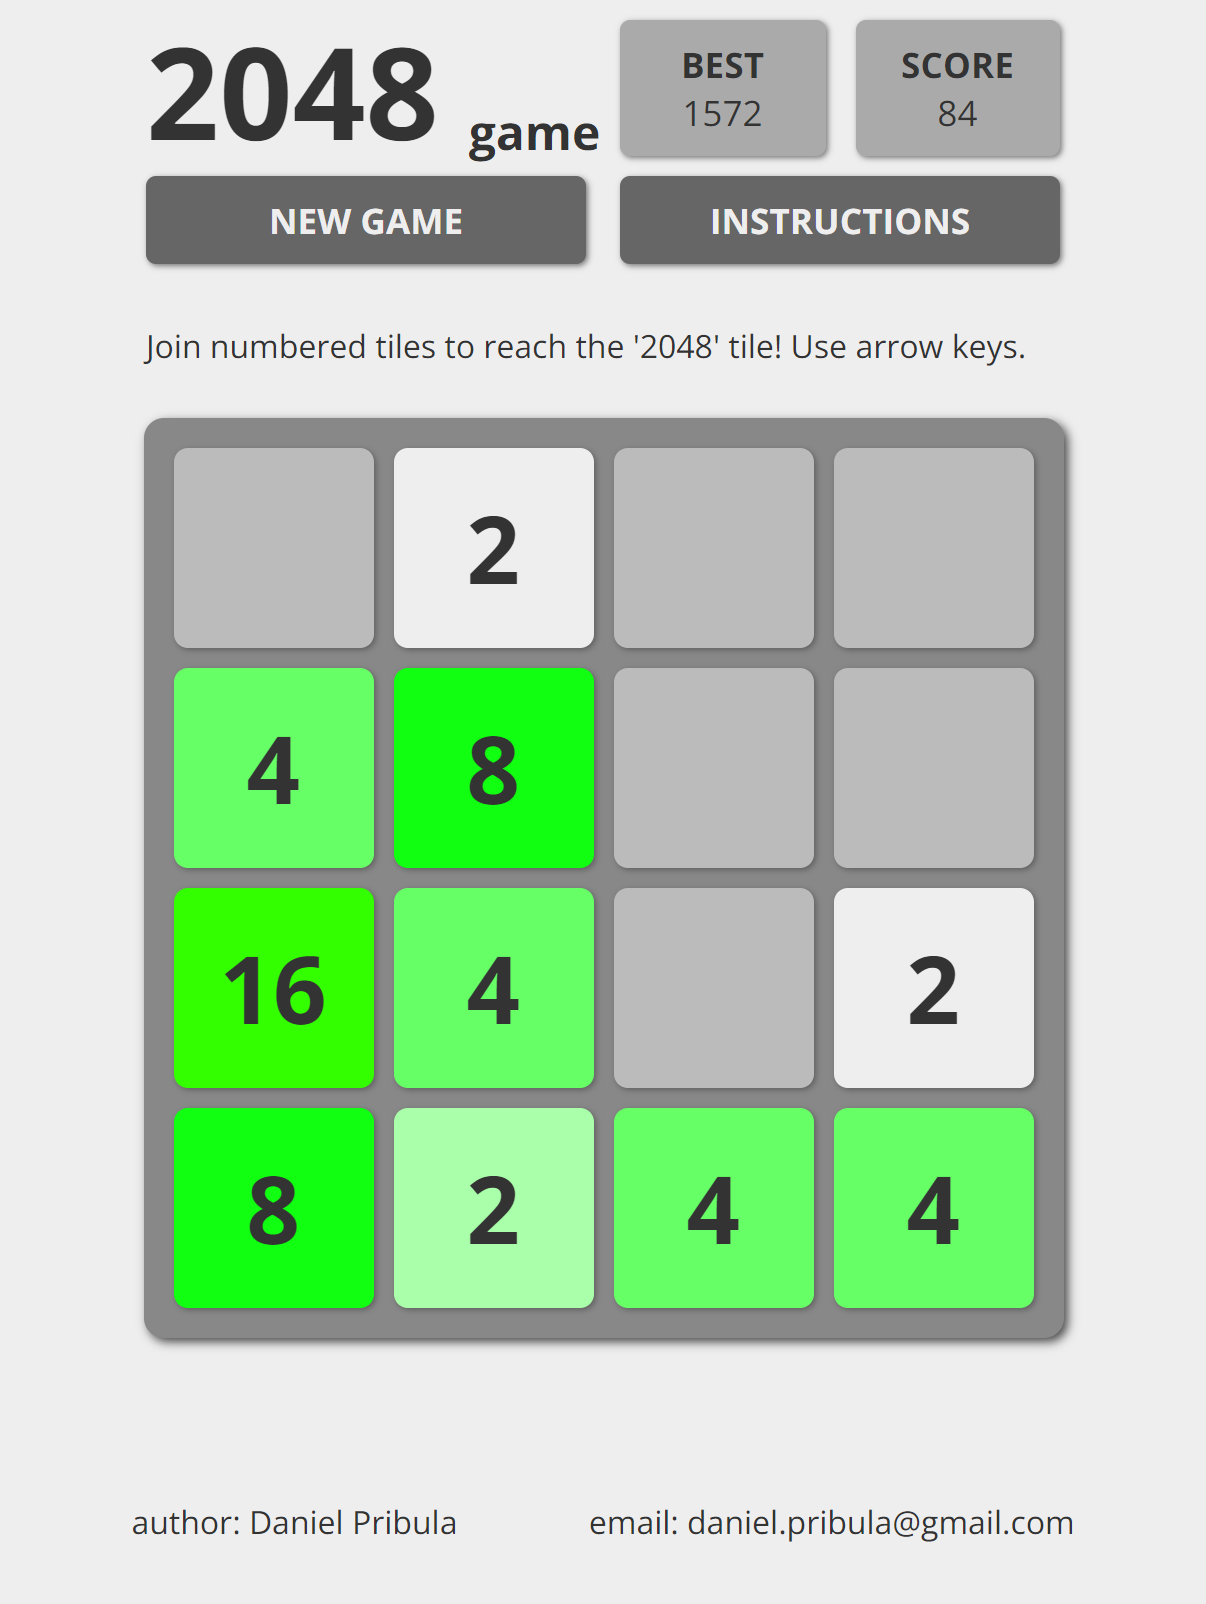 2048 game
BEST
1572
SCORE
84
NEW GAME
INSTRUCTIONS
Join numbered tiles to reach the '2048' tile! Use arrow keys.
2
4 8
16 4 2
8 2 4 4
author: Daniel Pribula
email: daniel.pribula@gmail.com